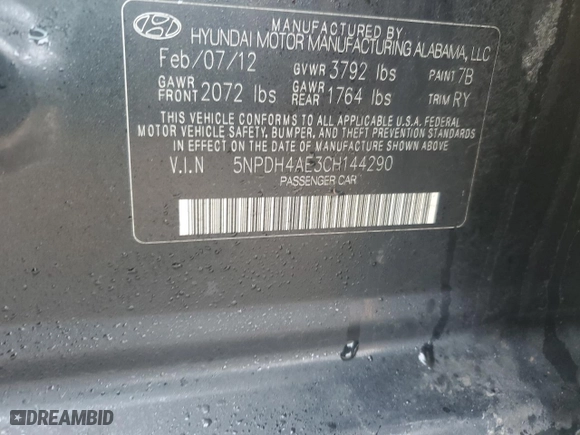 MANUFACTURED BY
HYUNDAI MOTOR MANUFACTURING ALABAMA, LLC
Feb/07/12 GVWR 3792 lbs PAINT 7B
GAWR FRONT 2072 lbs GAWR REAR 1764 lbs TRIM RY
THIS VEHICLE CONFORMS TO ALL APPLICABLE U.S.A. FEDERAL
MOTOR VEHICLE SAFETY, BUMPER, AND THEFT PREVENTION STANDARDS
IN EFFECT ON THE DATE OF MANUFACTURE SHOWN ABOVE.
V.I.N 5NPDH4AE3CH144290
PASSENGER CAR
DREAMBID